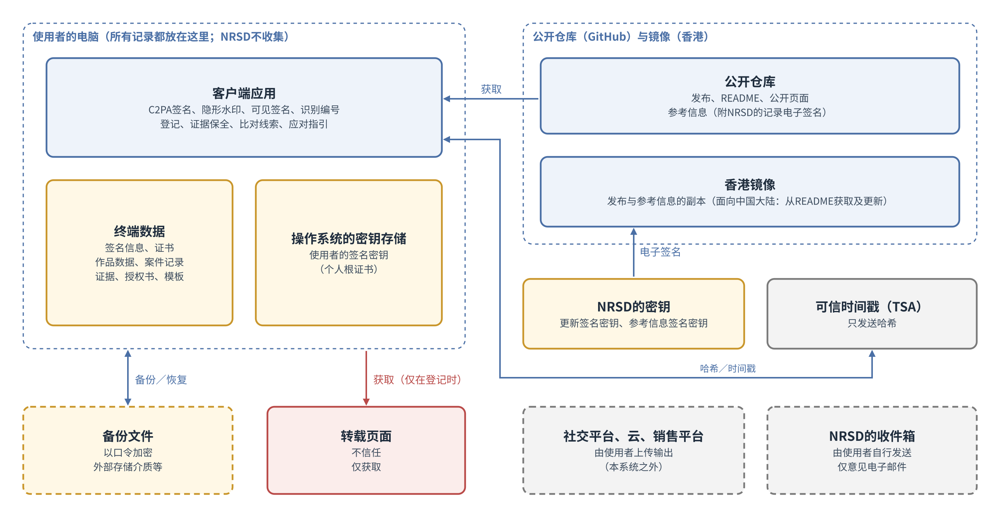 使用者的电脑（所有记录都放在这里；NRSD不收集）
客户端应用
C2PA签名、隐形水印、可见签名、识别编号
登记、证据保全、比对线索、应对指引
终端数据
签名信息、证书
作品数据、案件记录
证据、授权书、模板
操作系统的密钥存储
使用者的签名密钥
（个人根证书）
获取
公开仓库（GitHub）与镜像（香港）
公开仓库
发布、README、公开页面
参考信息（附NRSD的记录电子签名）
香港镜像
发布与参考信息的副本（面向中国大陆：从README获取及更新）
电子签名
NRSD的密钥
更新签名密钥、参考信息签名密钥
可信时间戳（TSA）
只发送哈希
哈希／时间戳
备份／恢复
获取（仅在登记时）
备份文件
以口令加密
外部存储介质等
转载页面
不信任
仅获取
社交平台、云、销售平台
由使用者上传输出
（本系统之外）
NRSD的收件箱
由使用者自行发送
仅意见电子邮件